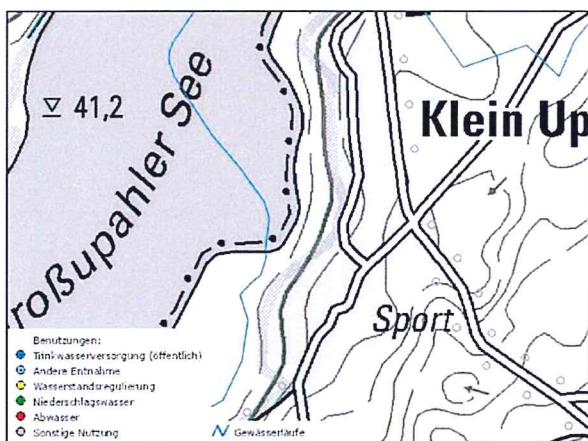 41,2
roßupahler See
Klein Up
Sport
Benutzungen:
Trinkwasserversorgung (öffentlich)
Andere Entnahme
Wasserstandsregulierung
Niederschlagswasser
Abwasser
Sonstige Nutzung
Gewässerläufe